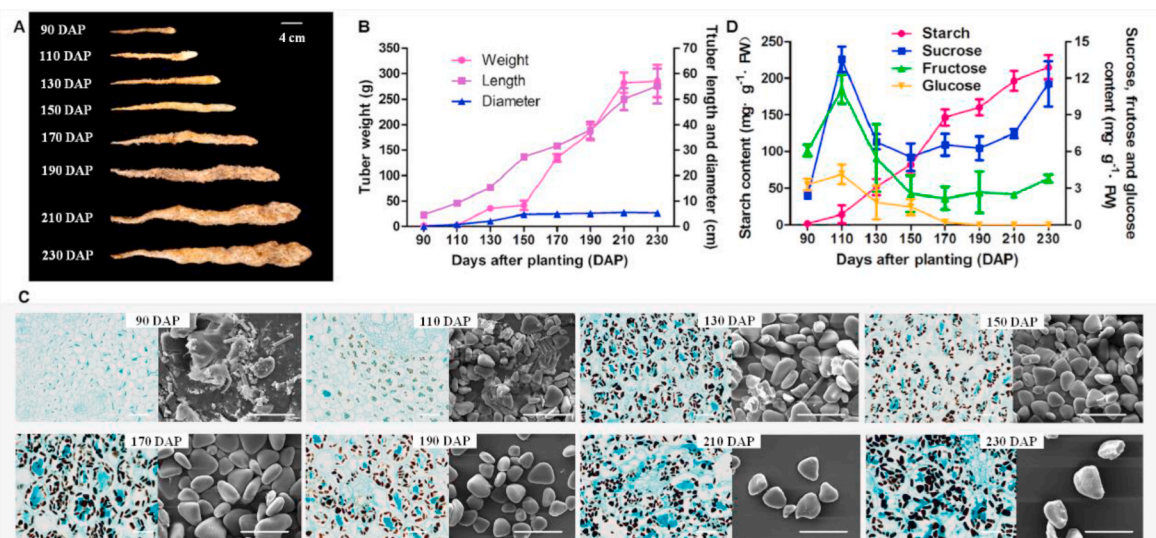 A
90 DAP
110 DAP
130 DAP
150 DAP
170 DAP
190 DAP
210 DAP
230 DAP
4 cm
B
Tuber weight (g)
350
300
250
200
150
100
50
0
Weight
Length
Diameter
70
60
50
40
30
20
10
0
Ttuber length and diameter (cm)
90 110 130 150 170 190 210 230
Days after planting (DAP)
D
Starch content (mg· g⁻¹· FW)
250
200
150
100
50
0
Starch
Sucrose
Fructose
Glucose
15
12
9
6
3
0
Sucrose, frutose and glucose
content (mg· g⁻¹· FW)
90 110 130 150 170 190 210 230
Days after planting (DAP)
C
90 DAP
110 DAP
130 DAP
150 DAP
170 DAP
190 DAP
210 DAP
230 DAP